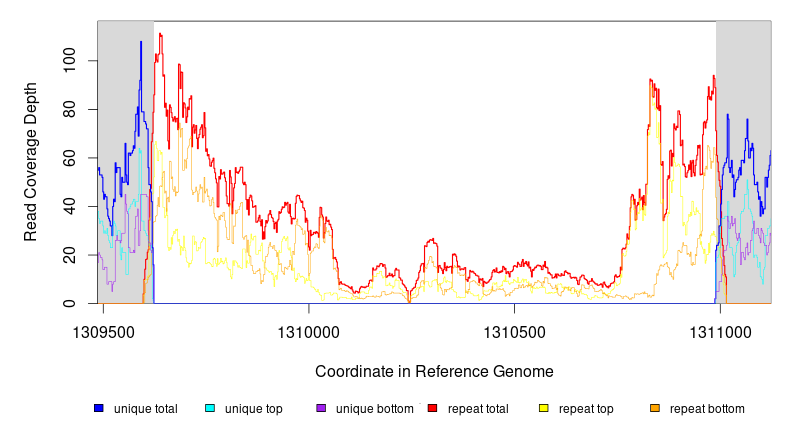 Read Coverage Depth
100
80
60
40
20
0
1309500 1310000 1310500 1311000
Coordinate in Reference Genome
unique total unique top unique bottom repeat total repeat top repeat bottom